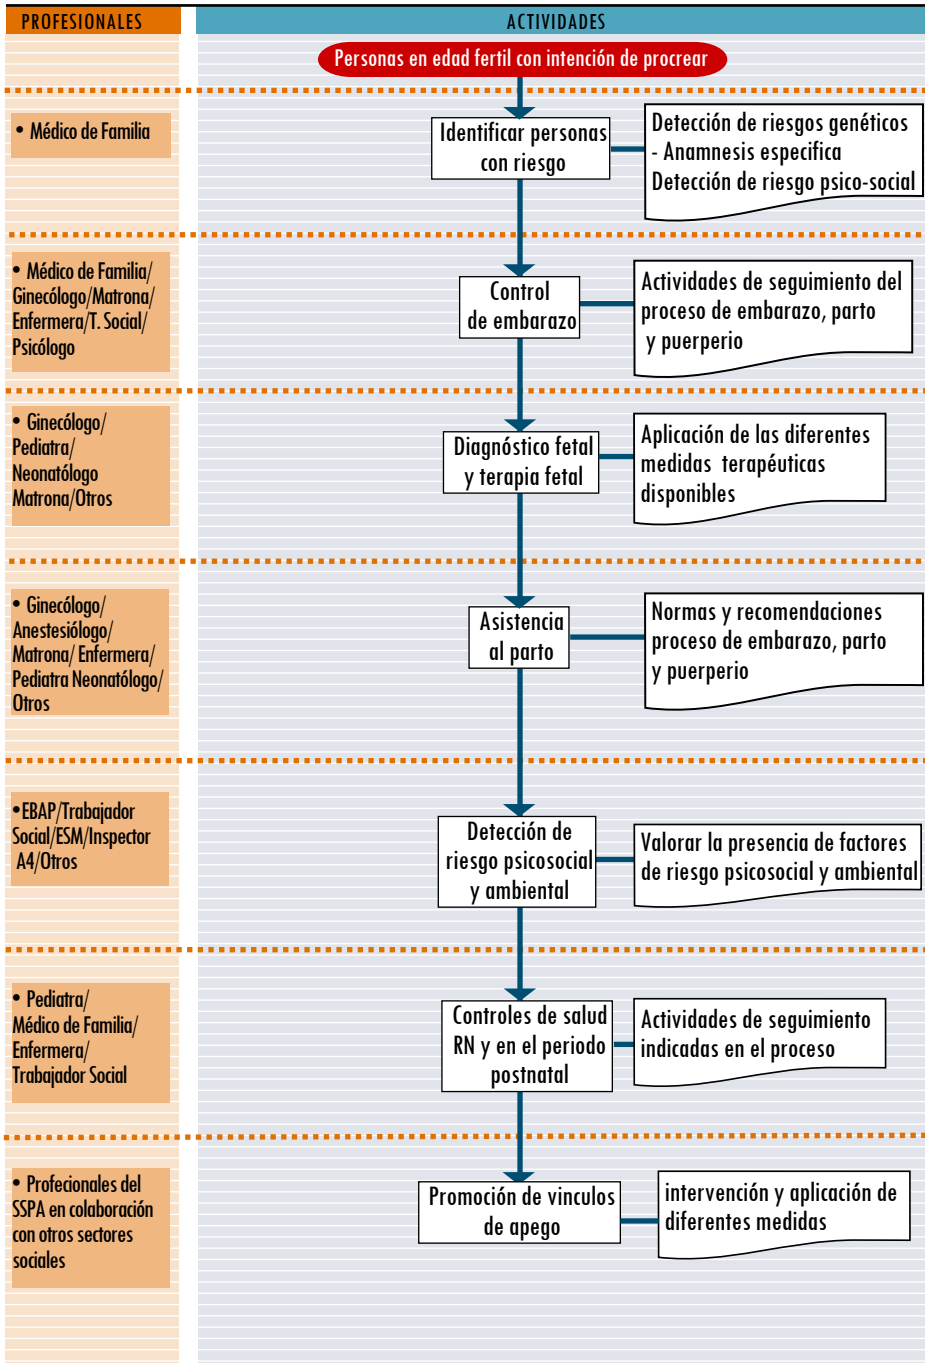 PROFESIONALES
ACTIVIDADES
Personas en edad fertil con intención de procrear
• Médico de Familia
Identificar personas
con riesgo
Detección de riesgos genéticos
- Anamnesis especifica
Detección de riesgo psico-social
• Médico de Familia/
Ginecólogo/Matrona/
Enfermera/T. Social/
Psicólogo
Control
de embarazo
Actividades de seguimiento del
proceso de embarazo, parto
y puerperio
• Ginecólogo/
Pediatra/
Neonatólogo
Matrona/Otros
Diagnóstico fetal
y terapia fetal
Aplicación de las diferentes
medidas terapéuticas
disponibles
• Ginecólogo/
Anestesiólogo/
Matrona/ Enfermera/
Pediatra Neonatólogo/
Otros
Asistencia
al parto
Normas y recomendaciones
proceso de embarazo, parto
y puerperio
•EBAP/Trabajador
Social/ESM/Inspector
A4/Otros
Detección de
riesgo psicosocial
y ambiental
Valorar la presencia de factores
de riesgo psicosocial y ambiental
• Pediatra/
Médico de Familia/
Enfermera/
Trabajador Social
Controles de salud
RN y en el periodo
postnatal
Actividades de seguimiento
indicadas en el proceso
• Profecionales del
SSPA en colaboración
con otros sectores
sociales
Promoción de vinculos
de apego
intervención y aplicación de
diferentes medidas